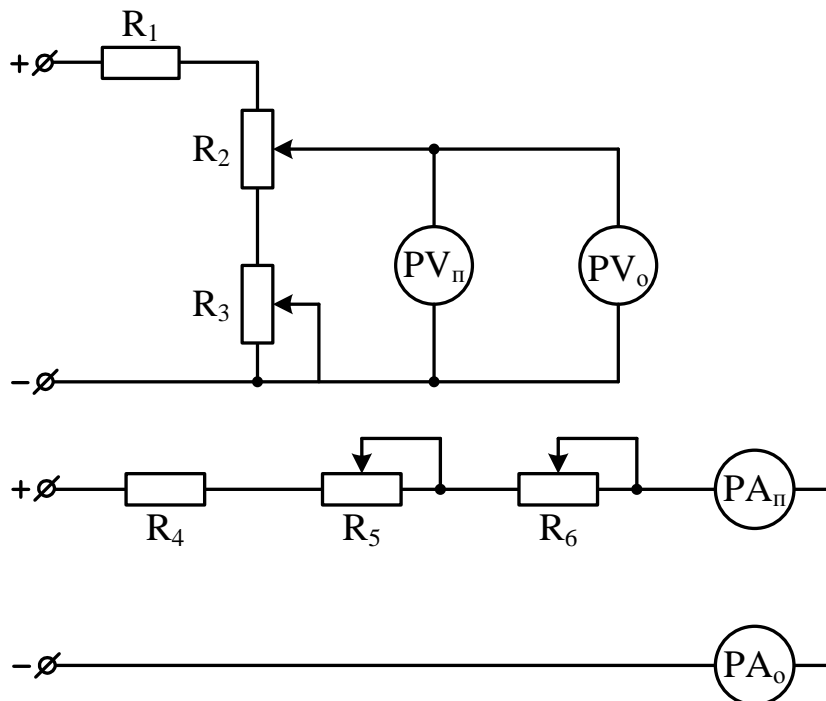 R₁
+
R₂
PVп
PVо
R₃
−
+
PAп
R₄
R₅
R₆
−
PAо